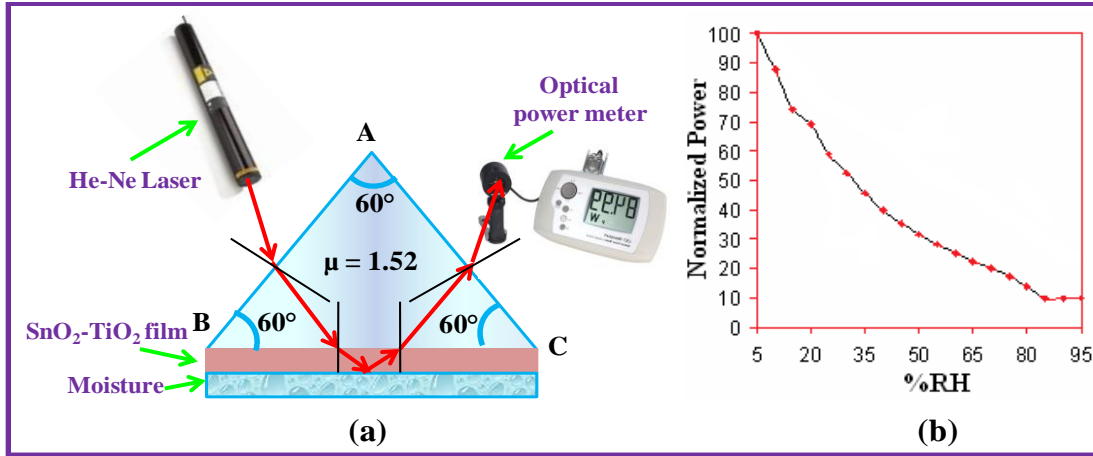 Optical
power meter
He-Ne Laser
A
60°
µ = 1.52
B
60°
60°
C
SnO₂-TiO₂ film
Moisture
W
(a)
Normalized Power
100
90
80
70
60
50
40
30
20
10
0
5
20
35
50
65
80
95
%RH
(b)